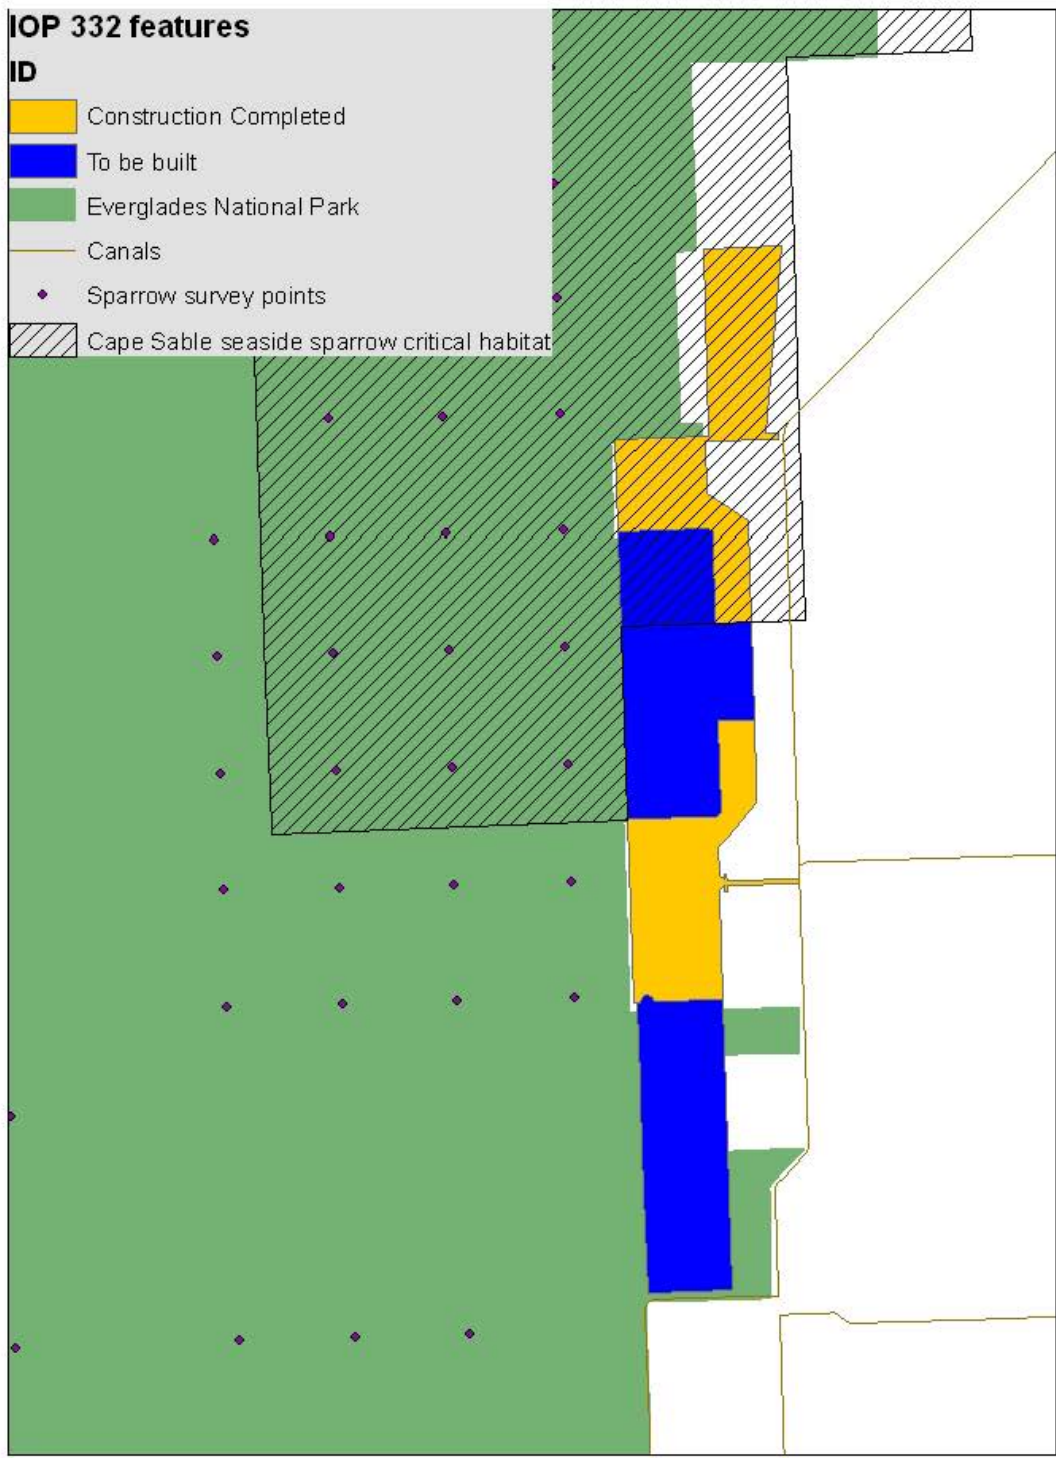 IOP 332 features
ID
Construction Completed
To be built
Everglades National Park
Canals
Sparrow survey points
Cape Sable seaside sparrow critical habitat